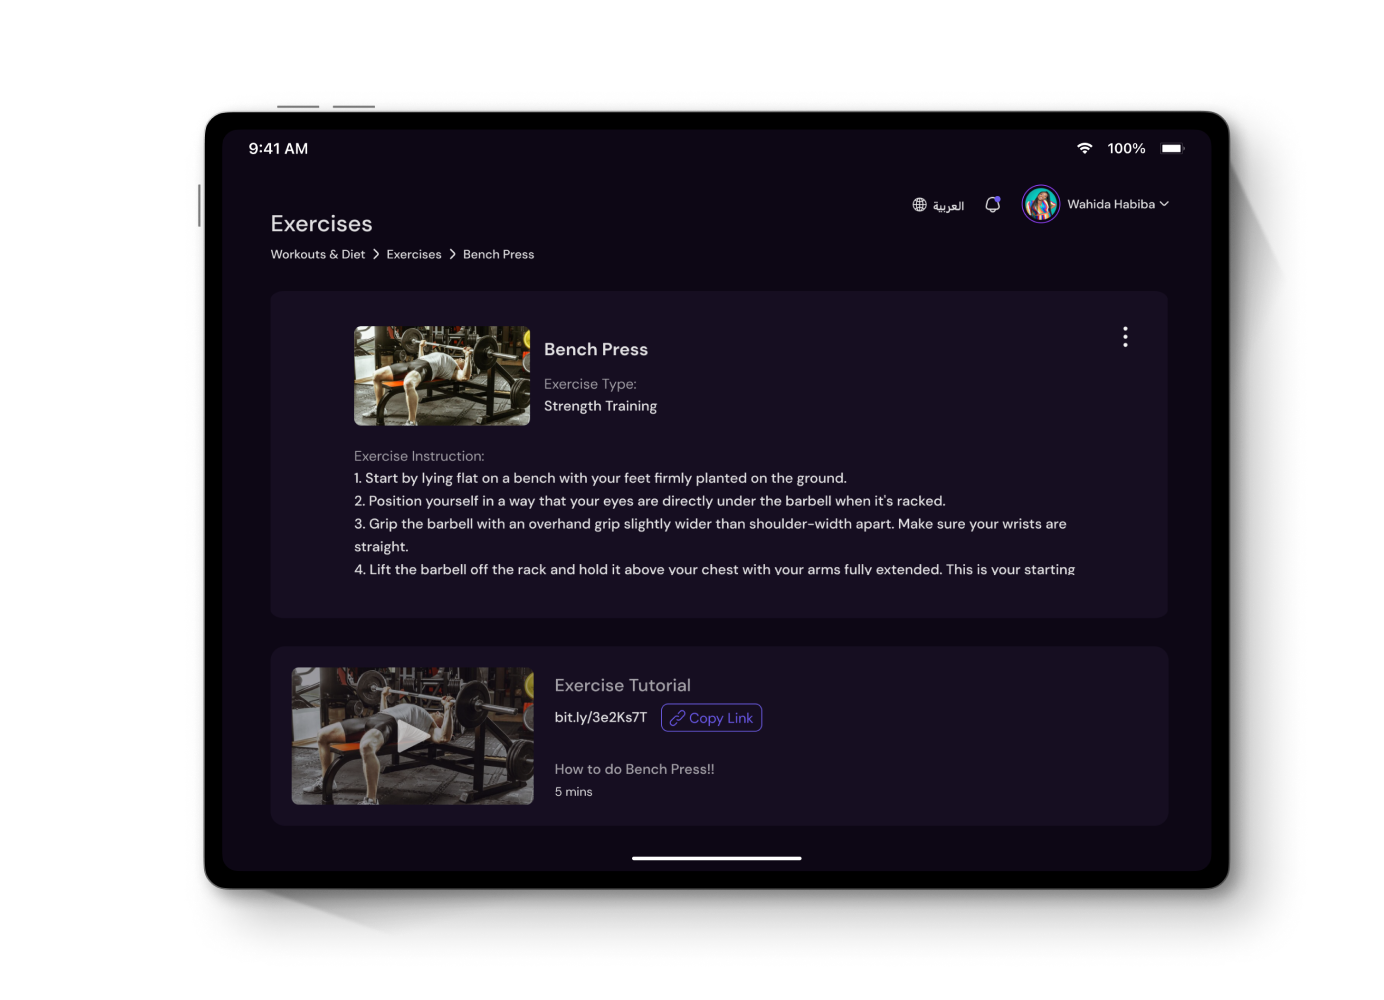 9:41 AM
100%
العربية
Wahida Habiba
Exercises
Workouts & Diet > Exercises > Bench Press
Bench Press
Exercise Type:
Strength Training
Exercise Instruction:
1. Start by lying flat on a bench with your feet firmly planted on the ground.
2. Position yourself in a way that your eyes are directly under the barbell when it's racked.
3. Grip the barbell with an overhand grip slightly wider than shoulder-width apart. Make sure your wrists are
straight.
4. Lift the barbell off the rack and hold it above your chest with your arms fully extended. This is your starting
Exercise Tutorial
bit.ly/3e2Ks7T
Copy Link
How to do Bench Press!!
5 mins